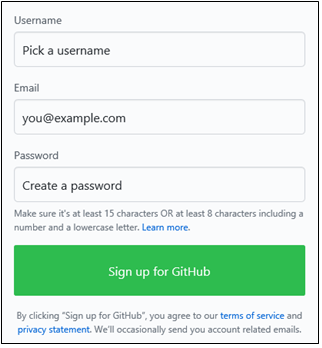 Username
Pick a username
Email
you@example.com
Password
Create a password
Make sure it's at least 15 characters OR at least 8 characters including a
number and a lowercase letter. Learn more.
Sign up for GitHub
By clicking “Sign up for GitHub”, you agree to our terms of service and
privacy statement. We'll occasionally send you account related emails.